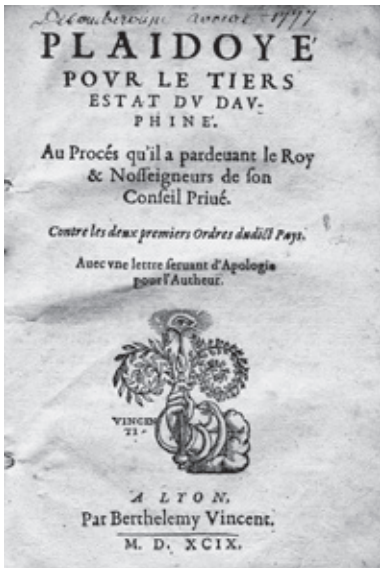 1797
PLAIDOYE'
POVR LE TIERS
ESTAT DV DAV-
PHINE'.
Au Procés qu'il a pardeuant le Roy
& Noſſeigneurs de ſon
Conſeil Priué.
Contre les deux premiers Ordres dudict Pays.
Auec vne lettre ſeruant d'Apologie
pour l'Autheur.
VINCEN
TI-
A LYON,
Par Berthelemy Vincent.
M. D. XCIX.